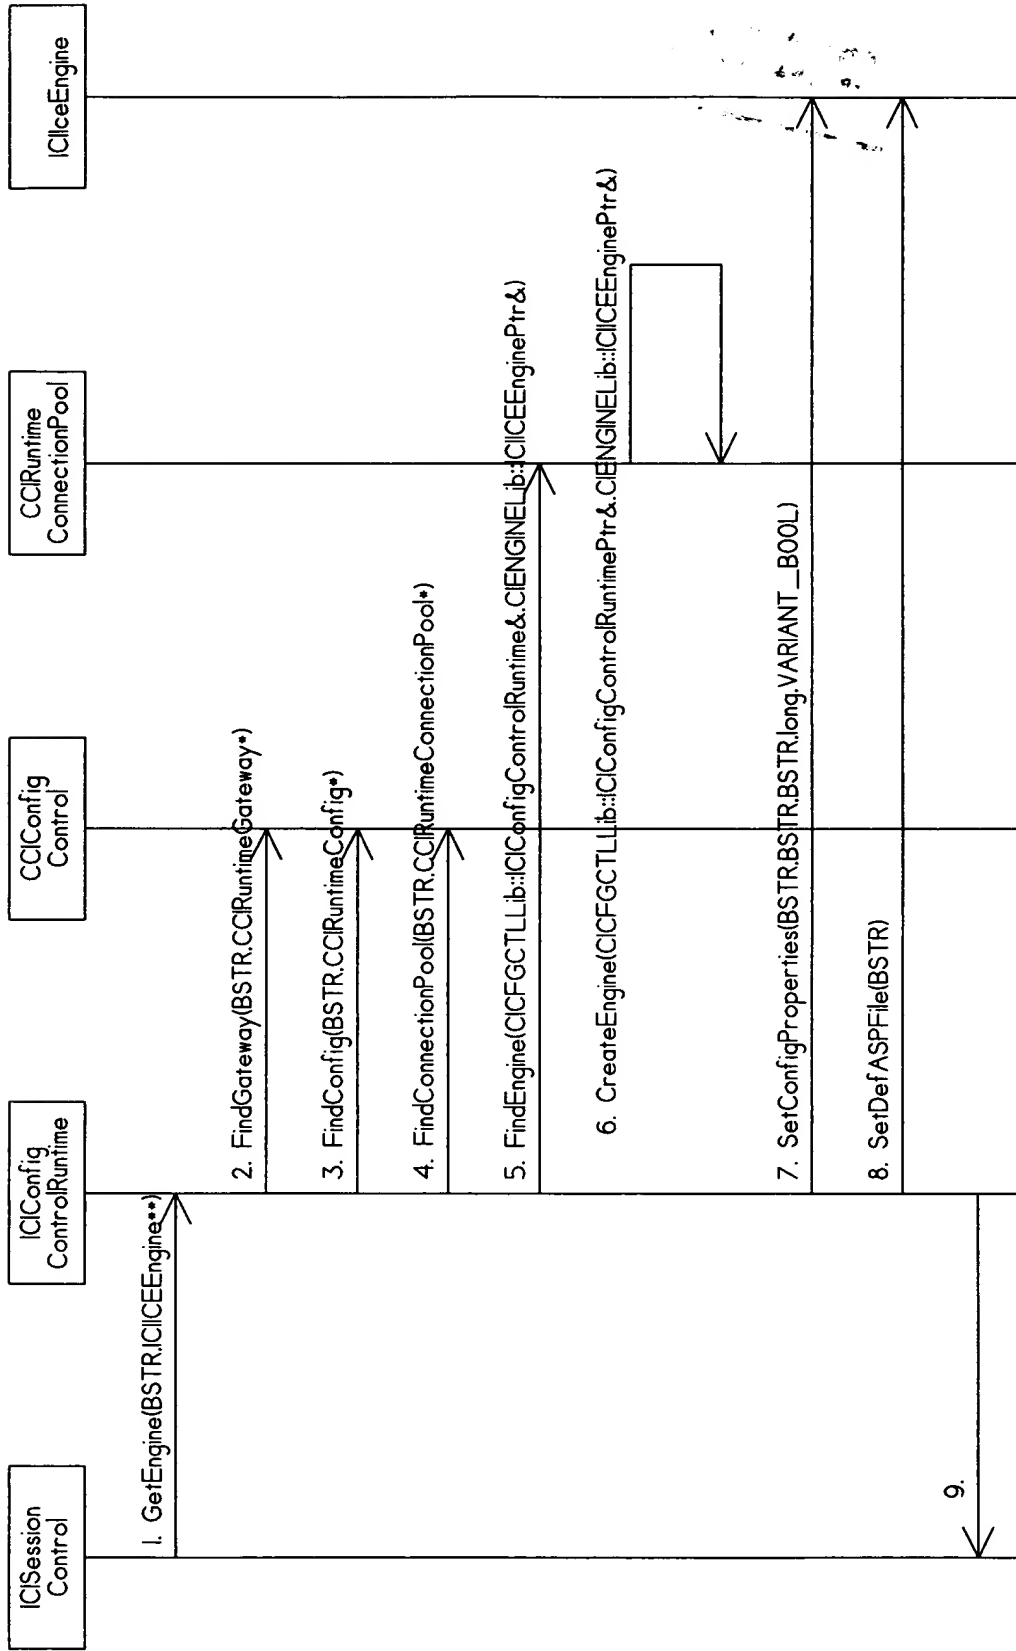 ICISession
Control
ICIConfig
ControlRuntime
CCIConfig
Control
CCIRuntime
ConnectionPool
ICIIceEngine
1. GetEngine(BSTR.ICIICEEngine**)
2. FindGateway(BSTR.CCIRuntimeGateway*)
3. FindConfig(BSTR.CCIRuntimeConfig*)
4. FindConnectionPool(BSTR.CCIRuntimeConnectionPool*)
5. FindEngine(CICFGCTLLib::ICIConfigControlRuntime&.CIENGINELib::ICIICEEnginePtr&)
6. CreateEngine(CICFGCTLLib::ICIConfigControlRuntimePtr&.CIENGINELib::ICIICEEnginePtr&)
7. SetConfigProperties(BSTR.BSTR.BSTR.BSTR.long.VARIANT_BOOL)
8. SetDefASPFile(BSTR)
9.